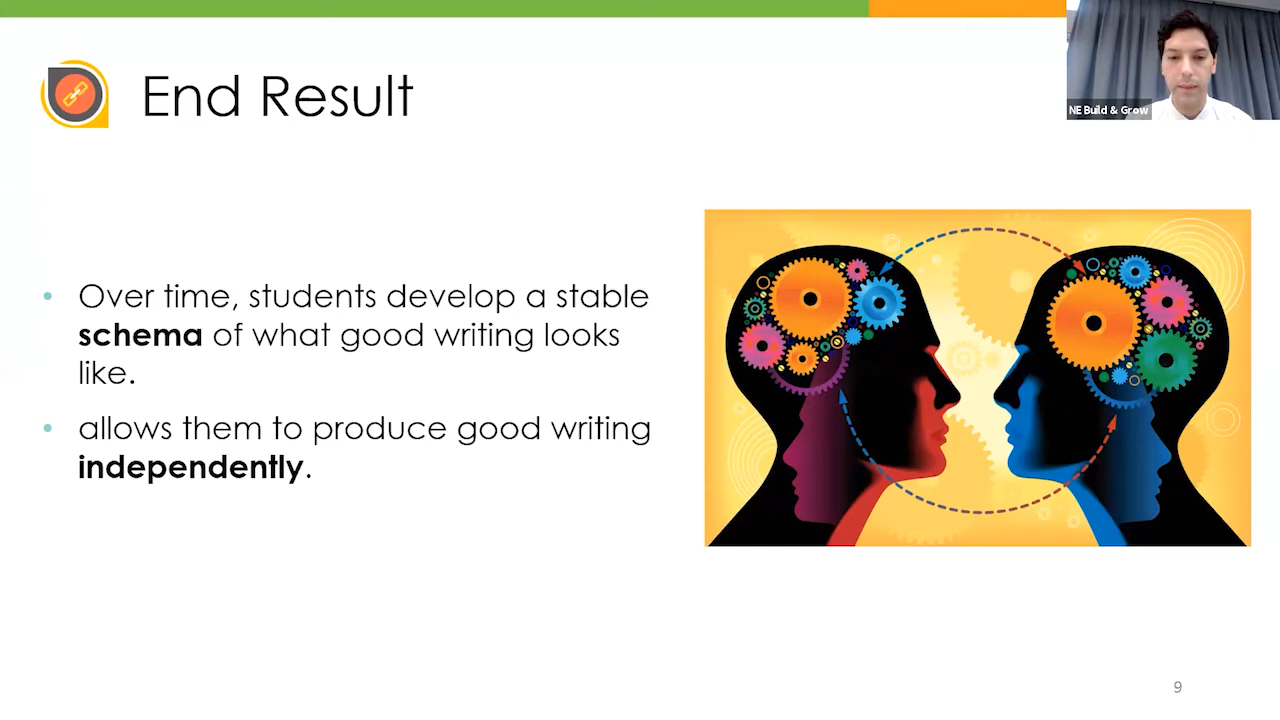 End Result
NE Build & Grow
• Over time, students develop a stable
schema of what good writing looks
like.
• allows them to produce good writing
independently.
9